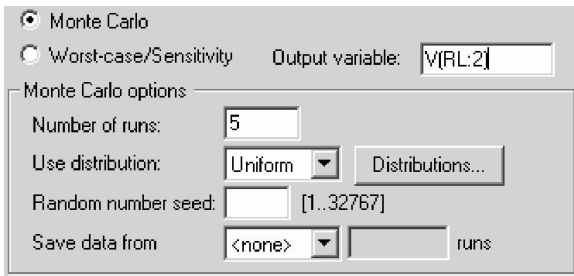 Monte Carlo
Worst-case/Sensitivity Output variable: V(RL:2)
Monte Carlo options
Number of runs: 5
Use distribution: Uniform Distributions...
Random number seed: [1..32767]
Save data from <none> runs